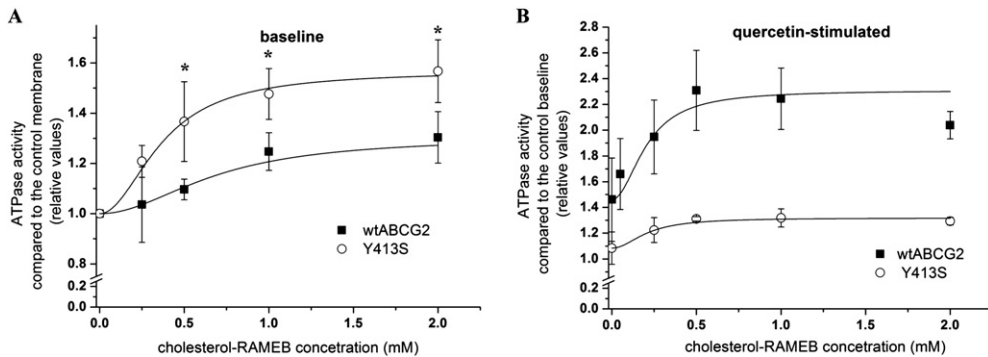 A
baseline
ATPase activity
compared to the control membrane
(relative values)
1.6
1.4
1.2
1.0
0.8
0.2
0.0
*
*
*
wtABCG2
Y413S
0.0
0.5
1.0
1.5
2.0
cholesterol-RAMEB concetration (mM)
B
quercetin-stimulated
ATPase activity
compared to the control baseline
(relative values)
2.8
2.6
2.4
2.2
2.0
1.8
1.6
1.4
1.2
1.0
0.2
0.0
wtABCG2
Y413S
0.0
0.5
1.0
1.5
2.0
cholesterol-RAMEB concetration (mM)